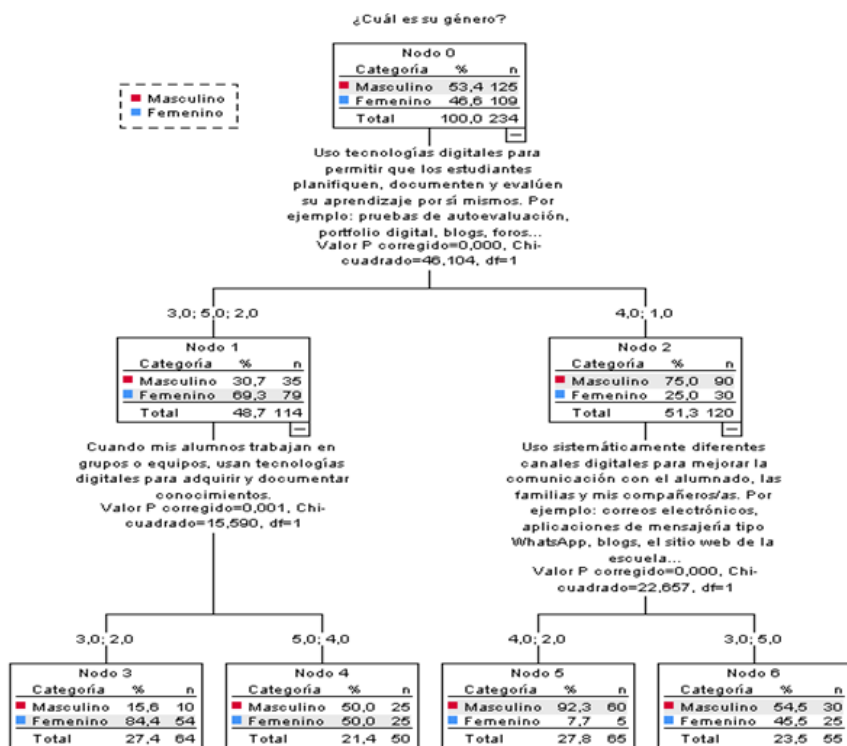 ¿Cuál es su género?
Masculino
Femenino
Nodo 0
Categoría % n
Masculino 53,4 125
Femenino 46,6 109
Total 100,0 234
Uso tecnologías digitales para
permitir que los estudiantes
planifiquen, documenten y evalúen
su aprendizaje por sí mismos. Por
ejemplo: pruebas de autoevaluación,
portfolio digital, blogs, foros...
Valor P corregido=0,000, Chi-
cuadrado=46,104, df=1
3,0; 5,0; 2,0
4,0; 1,0
Nodo 1
Categoría % n
Masculino 30,7 35
Femenino 69,3 79
Total 48,7 114
Nodo 2
Categoría % n
Masculino 75,0 90
Femenino 25,0 30
Total 51,3 120
Cuando mis alumnos trabajan en
grupos o equipos, usan tecnologías
digitales para adquirir y documentar
conocimientos.
Valor P corregido=0,001, Chi-
cuadrado=15,590, df=1
Uso sistemáticamente diferentes
canales digitales para mejorar la
comunicación con el alumnado, las
familias y mis compañeros/as. Por
ejemplo: correos electrónicos,
aplicaciones de mensajería tipo
WhatsApp, blogs, el sitio web de la
escuela...
Valor P corregido=0,000, Chi-
cuadrado=22,657, df=1
3,0; 2,0
5,0; 4,0
4,0; 2,0
3,0; 5,0
Nodo 3
Categoría % n
Masculino 15,6 10
Femenino 84,4 54
Total 27,4 64
Nodo 4
Categoría % n
Masculino 50,0 25
Femenino 50,0 25
Total 21,4 50
Nodo 5
Categoría % n
Masculino 92,3 60
Femenino 7,7 5
Total 27,8 65
Nodo 6
Categoría % n
Masculino 54,5 30
Femenino 45,5 25
Total 23,5 55